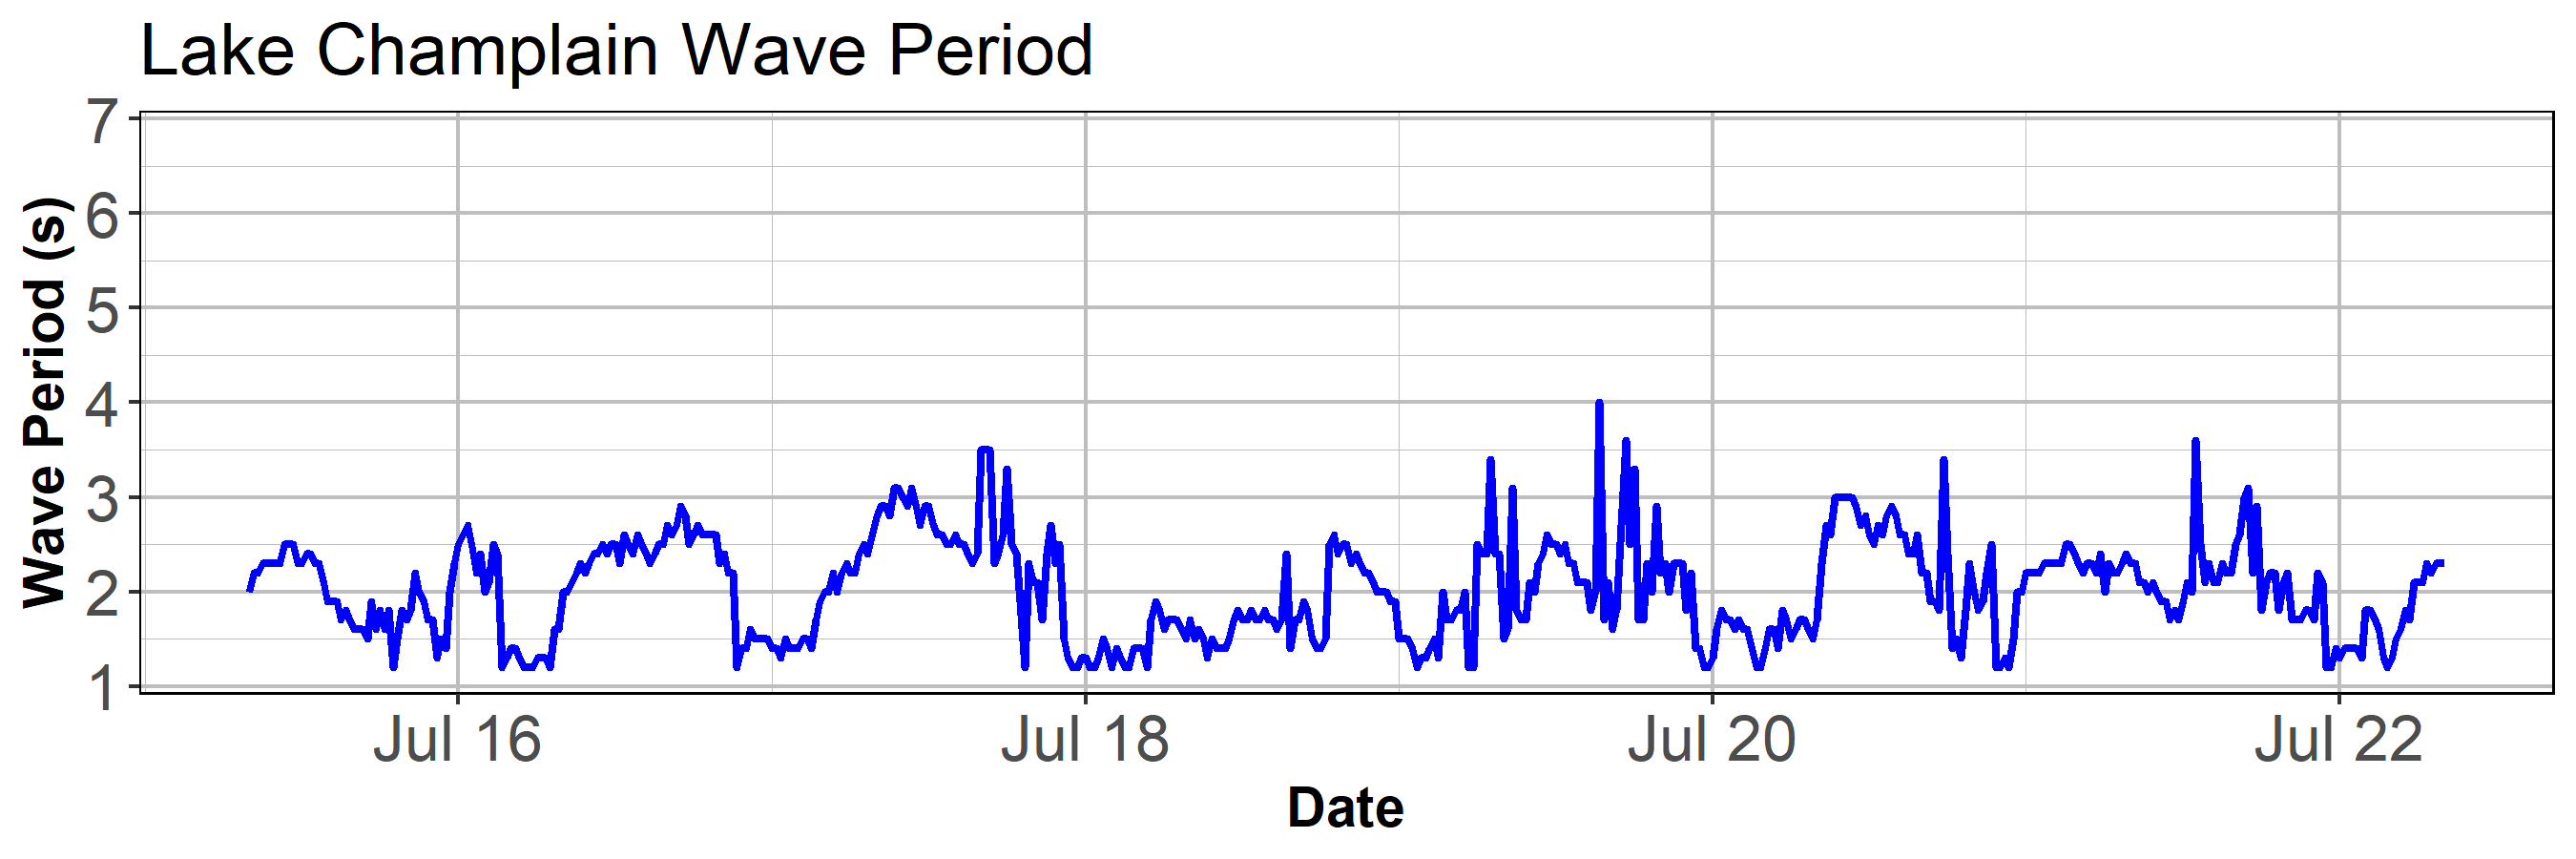 Lake Champlain Wave Period
Wave Period (s)
7
6
5
4
3
2
1
Jul 16
Jul 18
Jul 20
Jul 22
Date